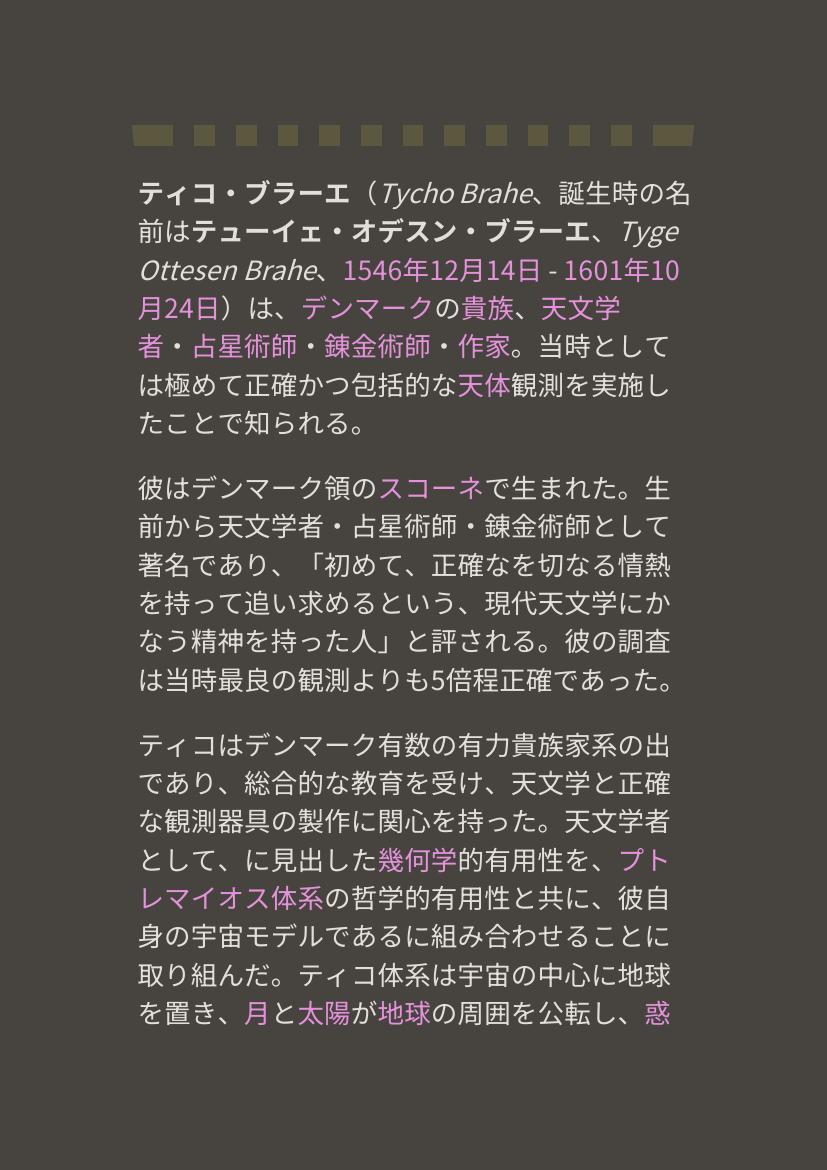 ティコ・ブラーエ（Tycho Brahe、誕生時の名
前はテューイェ・オデスン・ブラーエ、Tyge
Ottesen Brahe、1546年12月14日 - 1601年10
月24日）は、デンマークの貴族、天文学
者・占星術師・錬金術師・作家。当時として
は極めて正確かつ包括的な天体観測を実施し
たことで知られる。
彼はデンマーク領のスコーネで生まれた。生
前から天文学者・占星術師・錬金術師として
著名であり、「初めて、正確なを切なる情熱
を持って追い求めるという、現代天文学にか
なう精神を持った人」と評される。彼の調査
は当時最良の観測よりも5倍程正確であった。
ティコはデンマーク有数の有力貴族家系の出
であり、総合的な教育を受け、天文学と正確
な観測器具の製作に関心を持った。天文学者
として、に見出した幾何学的有用性を、プト
レマイオス体系の哲学的有用性と共に、彼自
身の宇宙モデルであるに組み合わせることに
取り組んだ。ティコ体系は宇宙の中心に地球
を置き、月と太陽が地球の周囲を公転し、惑